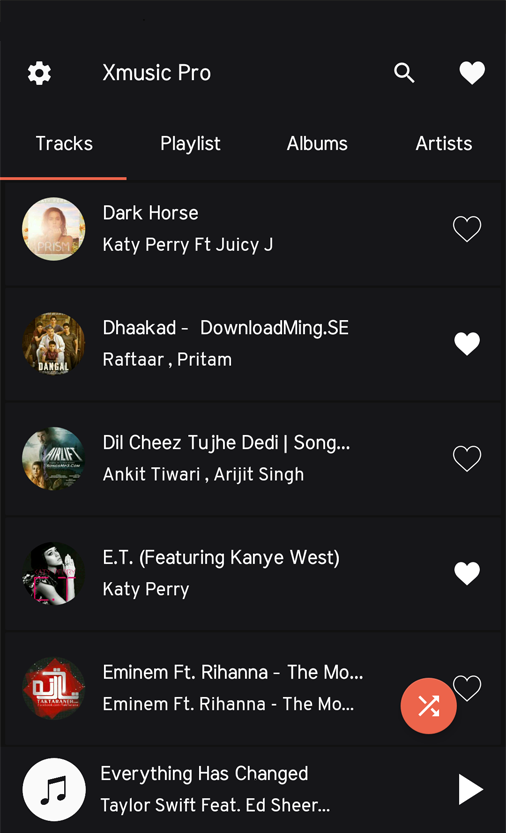 Xmusic Pro
Tracks Playlist Albums Artists
PRISM
Dark Horse
Katy Perry Ft Juicy J
DANGAL
Dhaakad - DownloadMing.SE
Raftaar , Pritam
AIRLIFT
Dil Cheez Tujhe Dedi | Song...
Ankit Tiwari , Arijit Singh
E.T. (Featuring Kanye West)
Katy Perry
Eminem Ft. Rihanna - The Mo...
Eminem Ft. Rihanna - The Mo...
Everything Has Changed
Taylor Swift Feat. Ed Sheer...